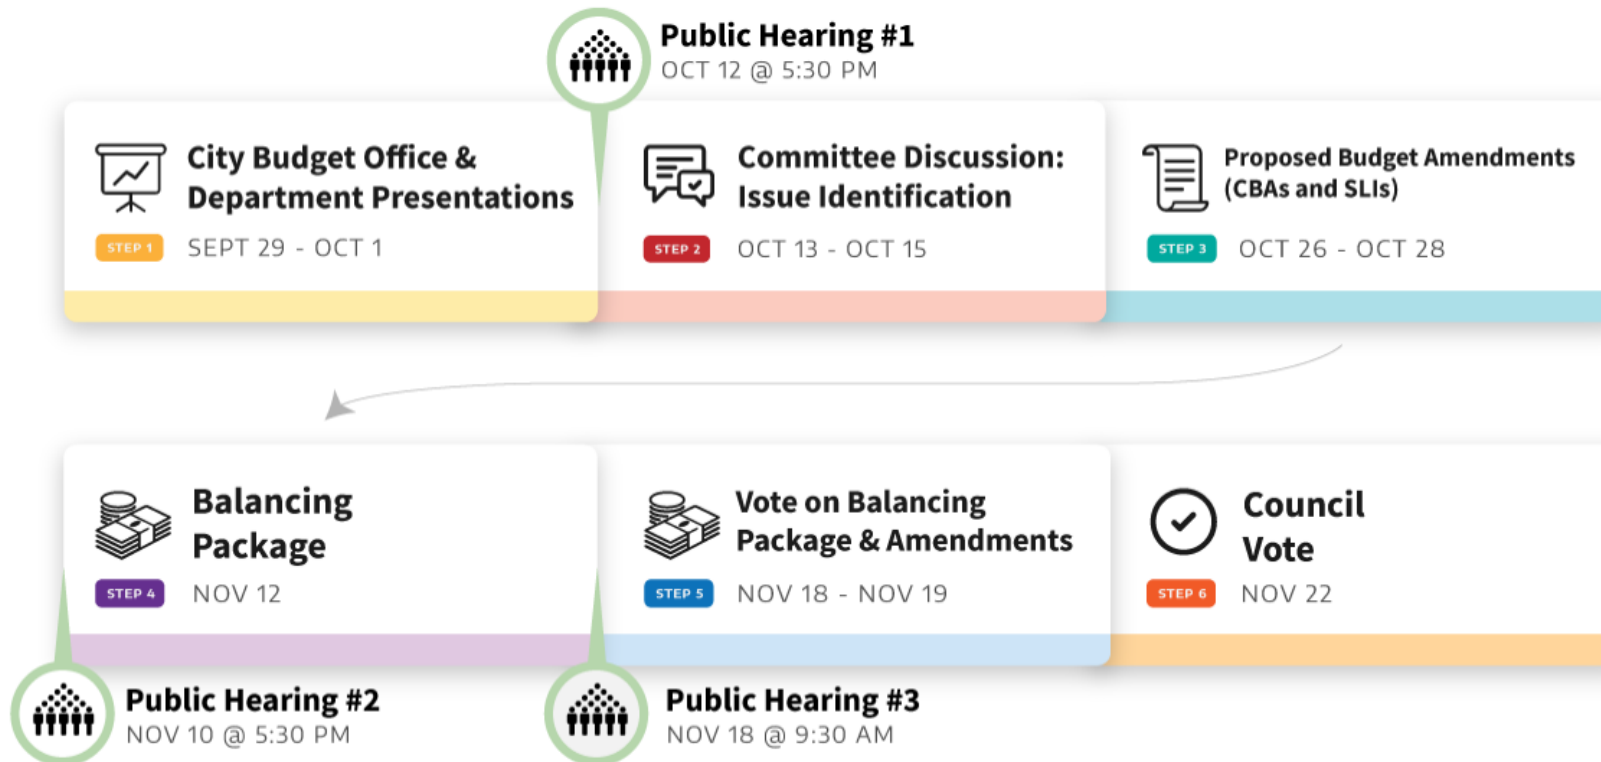 Public Hearing #1
OCT 12 @ 5:30 PM
City Budget Office &
Department Presentations
STEP 1
SEPT 29 - OCT 1
Committee Discussion:
Issue Identification
STEP 2
OCT 13 - OCT 15
Proposed Budget Amendments
(CBAs and SLIs)
STEP 3
OCT 26 - OCT 28
Balancing
Package
STEP 4
NOV 12
Vote on Balancing
Package & Amendments
STEP 5
NOV 18 - NOV 19
Council
Vote
STEP 6
NOV 22
Public Hearing #2
NOV 10 @ 5:30 PM
Public Hearing #3
NOV 18 @ 9:30 AM